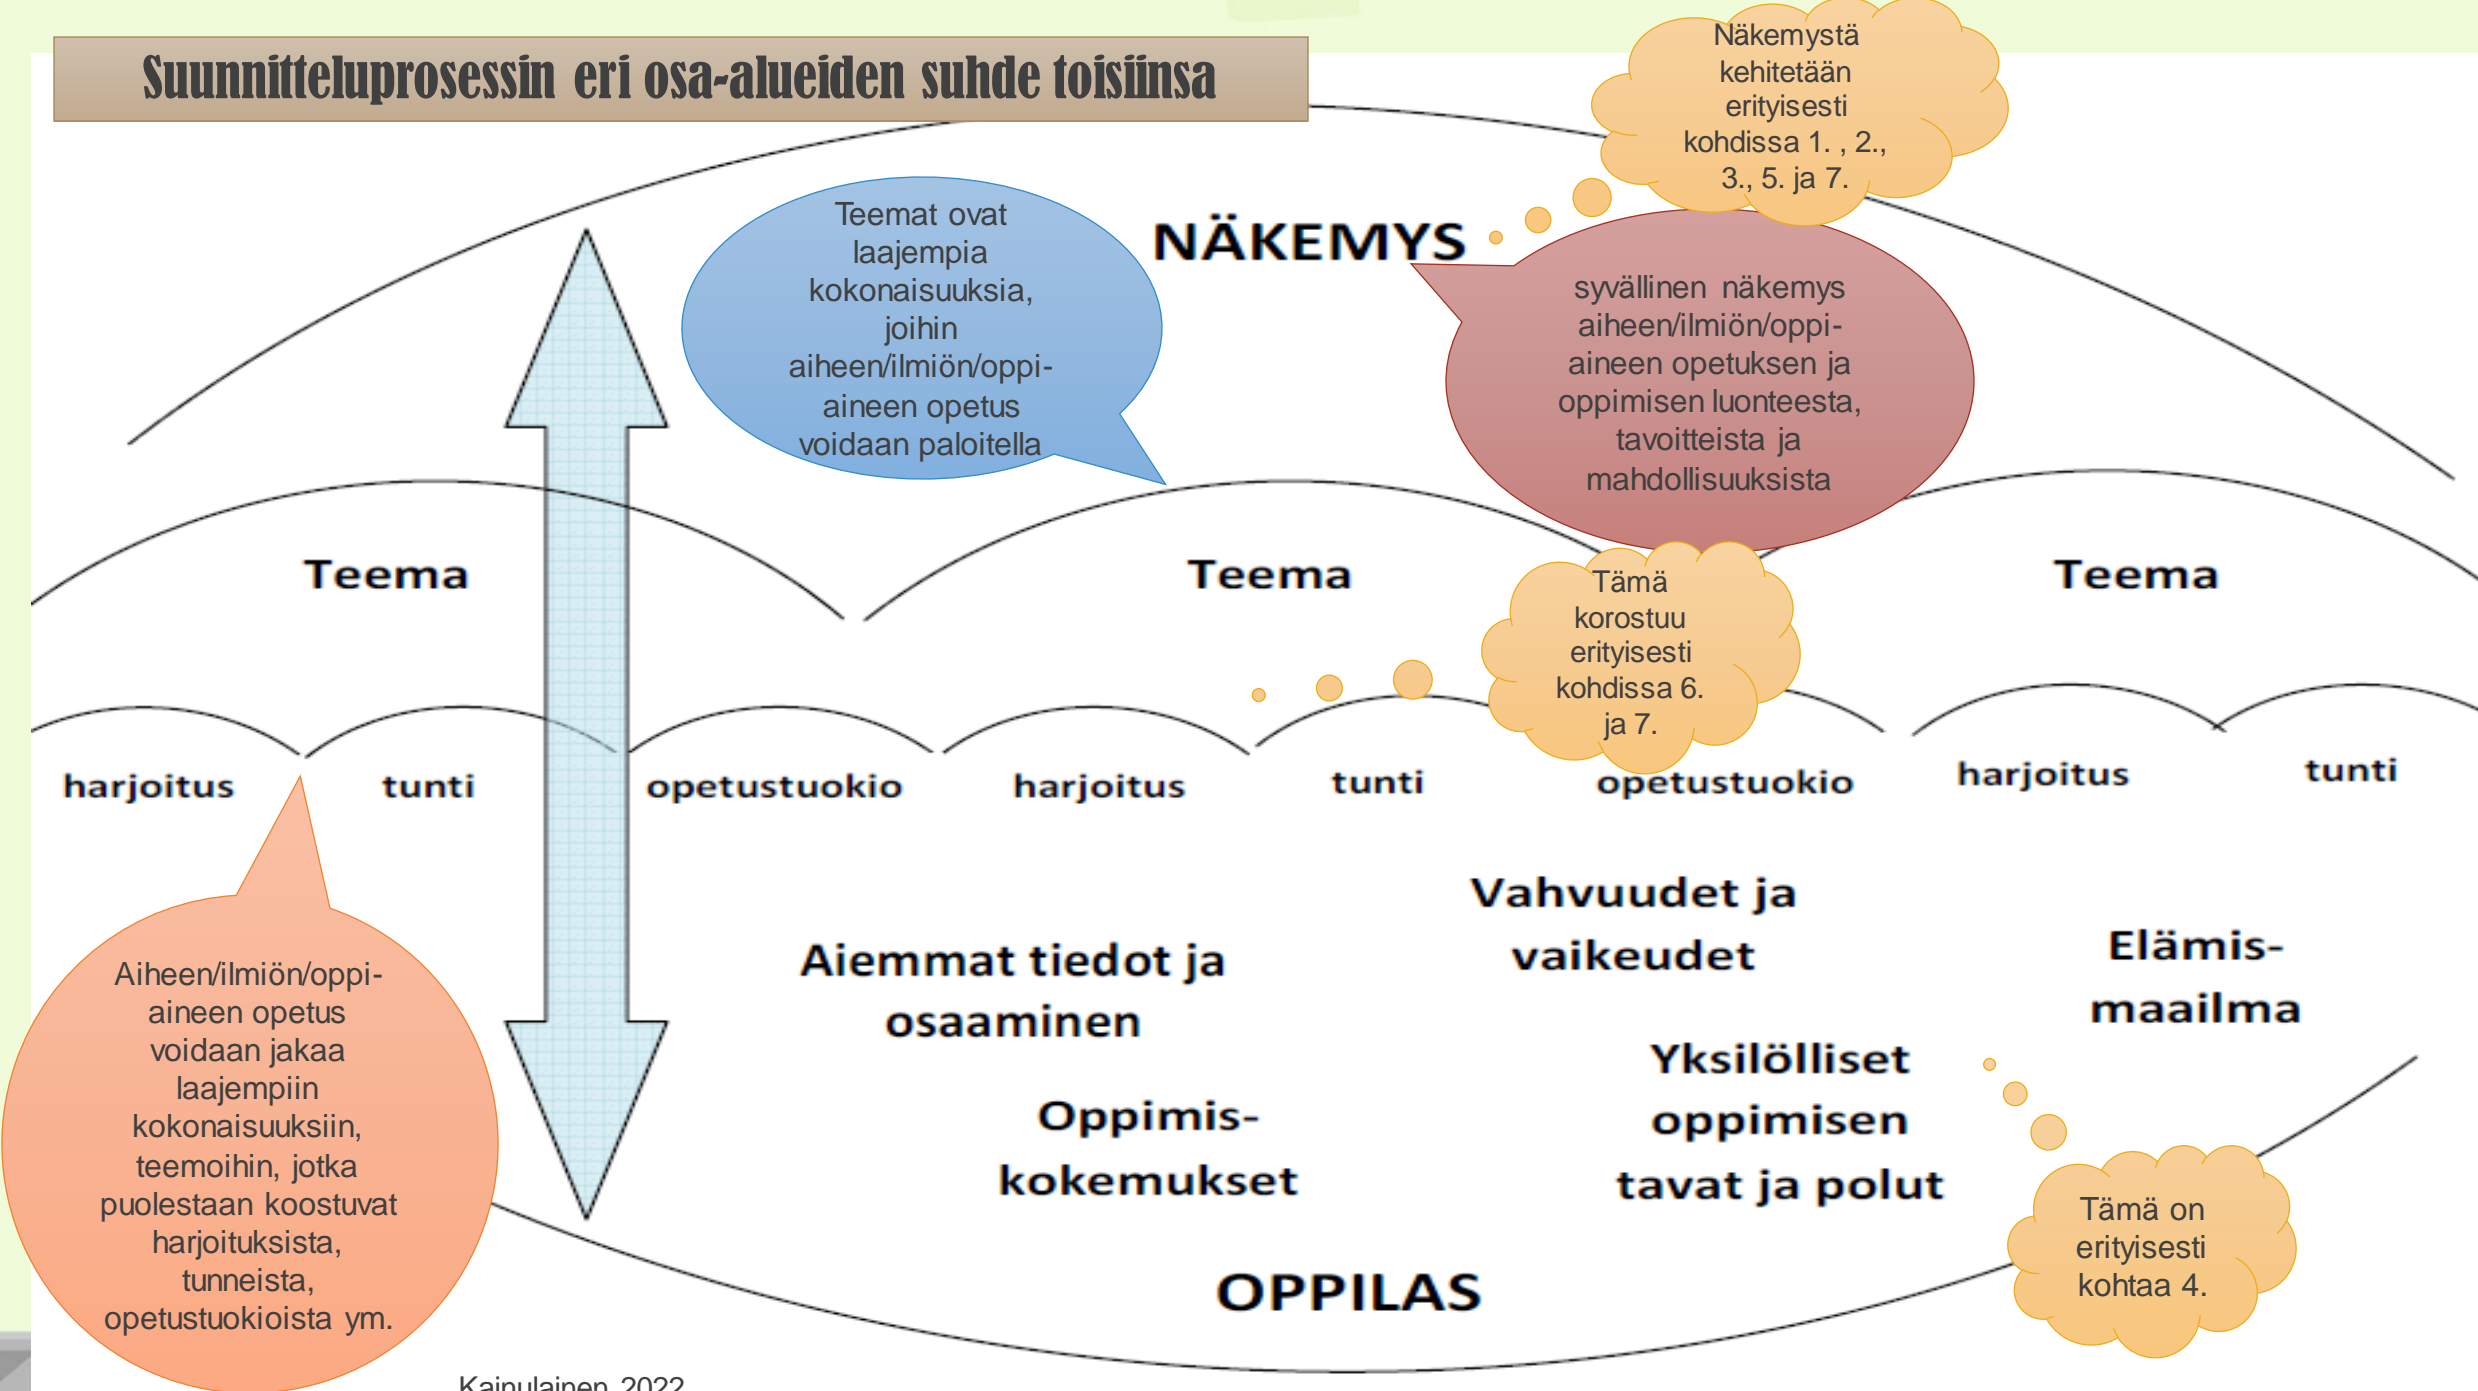 Suunnitteluprosessin eri osa-alueiden suhde toisiinsa
Näkemystä
kehitetään
erityisesti
kohdissa 1. , 2.,
3., 5. ja 7.
NÄKEMYS
Teemat ovat
laajempia
kokonaisuuksia,
joihin
aiheen/ilmiön/oppi-
aineen opetus
voidaan paloitella
syvällinen näkemys
aiheen/ilmiön/oppi-
aineen opetuksen ja
oppimisen luonteesta,
tavoitteista ja
mahdollisuuksista
Teema
Teema
Teema
Tämä
korostuu
erityisesti
kohdissa 6.
ja 7.
harjoitus
tunti
opetustuokio
harjoitus
tunti
opetustuokio
harjoitus
tunti
Aiheen/ilmiön/oppi-
aineen opetus
voidaan jakaa
laajempiin
kokonaisuuksiin,
teemoihin, jotka
puolestaan koostuvat
harjoituksista,
tunneista,
opetustuokioista ym.
Aiemmat tiedot ja
osaaminen
Vahvuudet ja
vaikeudet
Elämis-
maailma
Oppimis-
kokemukset
Yksilölliset
oppimisen
tavat ja polut
Tämä on
erityisesti
kohtaa 4.
OPPILAS
Kainulainen 2022